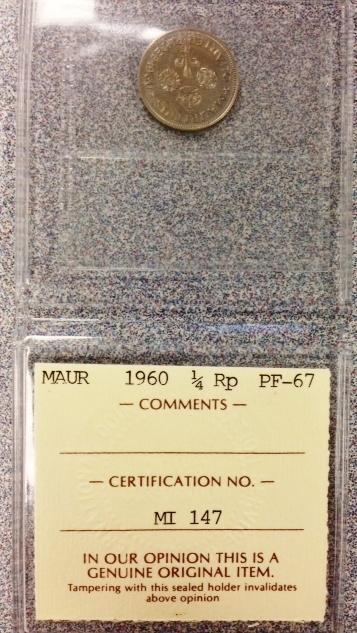 MAUR 1960 ¼ Rp PF-67
— COMMENTS —
— CERTIFICATION NO. —
MI 147
IN OUR OPINION THIS IS A
GENUINE ORIGINAL ITEM.
Tampering with this sealed holder invalidates
above opinion